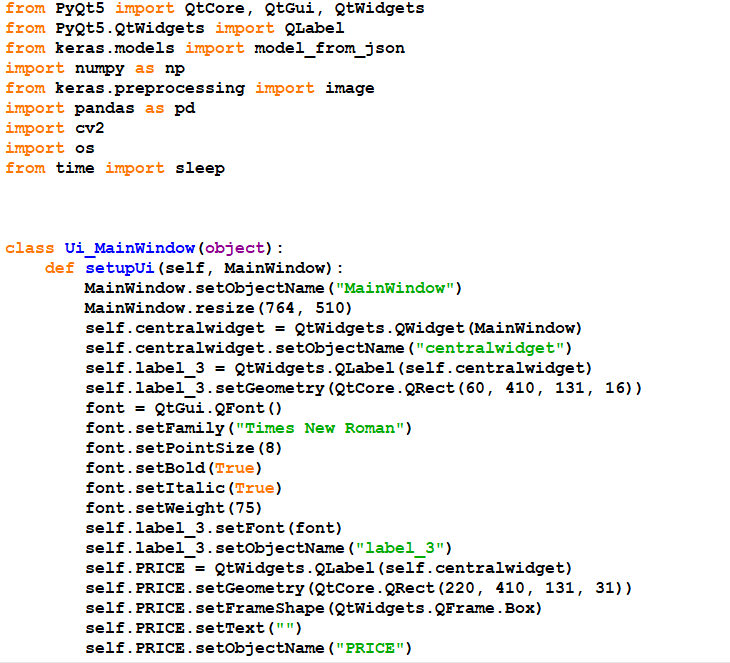 from PyQt5 import QtCore, QtGui, QtWidgets
from PyQt5.QtWidgets import QLabel
from keras.models import model_from_json
import numpy as np
from keras.preprocessing import image
import pandas as pd
import cv2
import os
from time import sleep
class Ui_MainWindow(object):
    def setupUi(self, MainWindow):
        MainWindow.setObjectName("MainWindow")
        MainWindow.resize(764, 510)
        self.centralwidget = QtWidgets.QWidget(MainWindow)
        self.centralwidget.setObjectName("centralwidget")
        self.label_3 = QtWidgets.QLabel(self.centralwidget)
        self.label_3.setGeometry(QtCore.QRect(60, 410, 131, 16))
        font = QtGui.QFont()
        font.setFamily("Times New Roman")
        font.setPointSize(8)
        font.setBold(True)
        font.setItalic(True)
        font.setWeight(75)
        self.label_3.setFont(font)
        self.label_3.setObjectName("label_3")
        self.PRICE = QtWidgets.QLabel(self.centralwidget)
        self.PRICE.setGeometry(QtCore.QRect(220, 410, 131, 31))
        self.PRICE.setFrameShape(QtWidgets.QFrame.Box)
        self.PRICE.setText("")
        self.PRICE.setObjectName("PRICE")